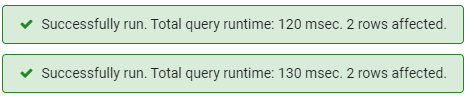 Successfully run. Total query runtime: 120 msec. 2 rows affected.
Successfully run. Total query runtime: 130 msec. 2 rows affected.